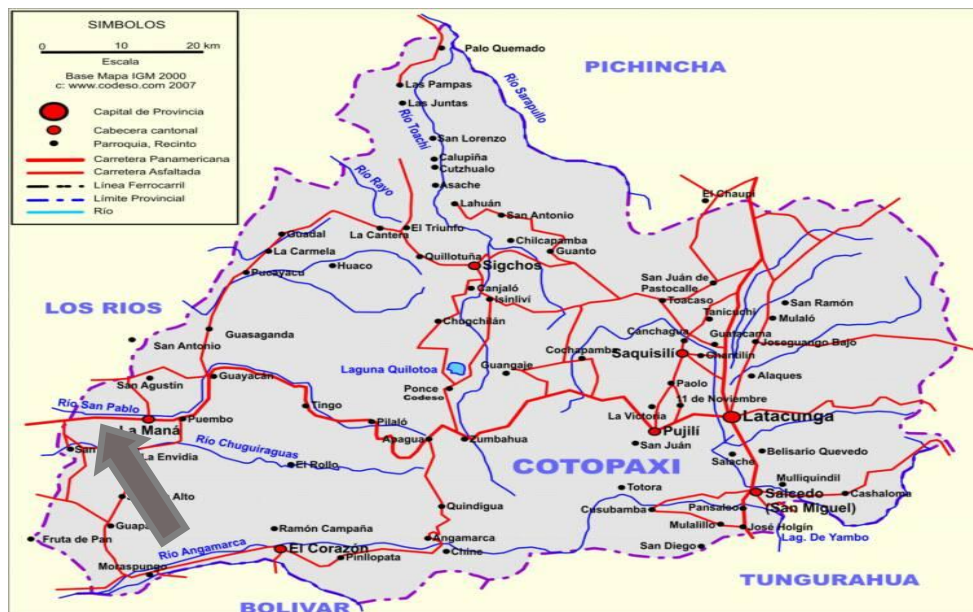 SIMBOLOS
0 10 20 km
Escala
Base Mapa IGM 2000
c: www.codeso.com 2007
Capital de Provincia
Cabecera cantonal
Parroquia, Recinto
Carretera Panamericana
Carretera Asfaltada
Línea Ferrocarril
Límite Provincial
Río
Palo Quemado
PICHINCHA
Las Pampas
Río Sarapullo
Las Juntas
Río Toachi
San Lorenzo
Calupiña
Cutzhualo
Río Rayo
Asache
El Chaupi
Lahuán
San Antonio
Guadal
La Cantera
El Triunfo
Chilcapamba
La Carmela
Guanto
Quillotuña
Huaco
Sigchos
Pucayacu
San Juán de
Pastocalle
Canjaló
Isinliví
Toacaso
San Ramón
LOS RIOS
Tanicuchi
Mulaló
Chogchilán
Guasaganda
Canchagua
Guaytacama
San Antonio
Joseguango Bajo
Cochapamba
Saquisilí
Chentilín
Laguna Quilotoa
Guangaje
San Agustín
Guayacán
Alaques
Ponce
Codeso
Paolo
11 de Noviembre
Río San Pablo
Tingo
La Victoria
Puembo
Pilaló
Latacunga
La Maná
Pujilí
Apagua
Zumbahua
San Juán
Río Chuguiraguas
San
La Envidia
Belisario Quevedo
Salache
El Rollo
COTOPAXI
Mulliquindil
Totora
Alto
Salcedo
(San Miguel)
Cashaloma
Quindigua
Cusubamba
Pansaleo
Guapa
Mulalillo
José Holgín
Ramón Campaña
Fruta de Pan
Angamarca
Lag. De Yambo
Río Angamarca
El Corazón
Chine
San Diego
Pinllopata
Moraspungo
TUNGURAHUA
BOLIVAR